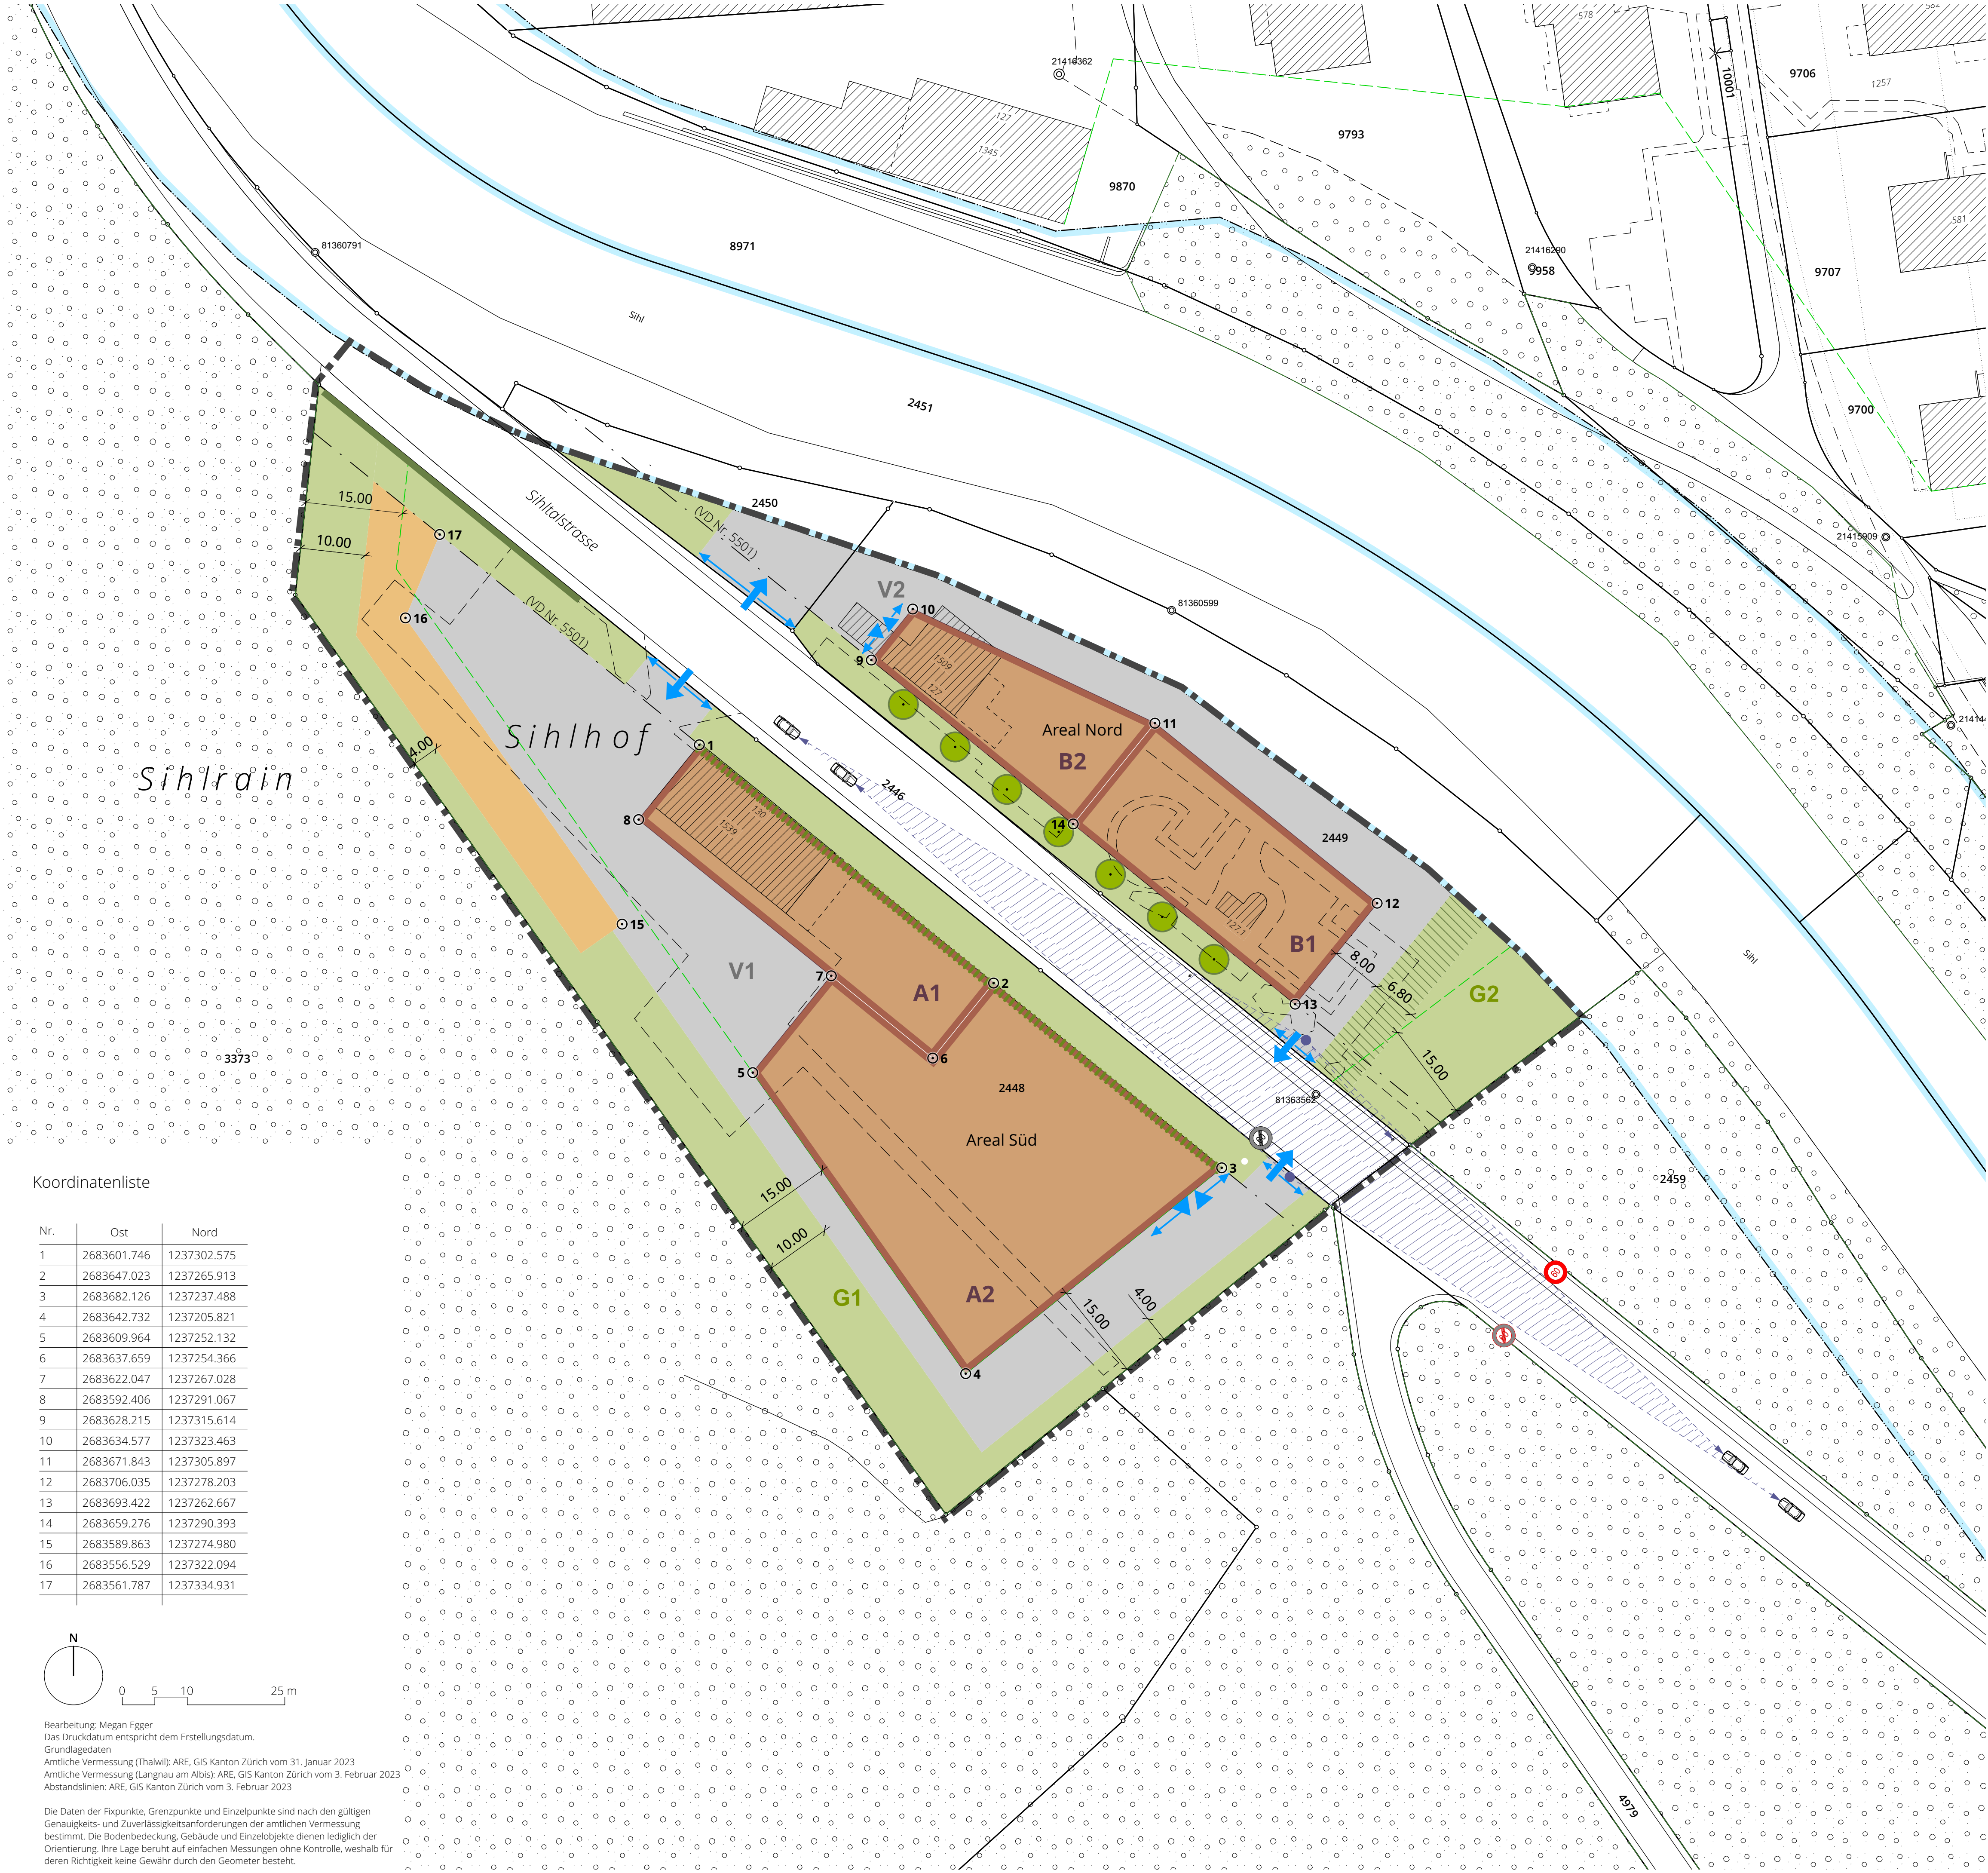 578
582
21416362
9706
1257
10001
127
1345
9793
9870
581
81360791
8971
21416290
9958
9707
Sihl
2451
9700
15.00
Sihltalstrasse
2450
(VD Nr. 5501)
21415909
17
10.00
V2
10
81360599
(VD Nr. 5501)
16
9
1509
127
11
Areal Nord
B2
Sihlhof
1
4.00
Sihlrain
2446
8
130
1539
14
2449
12
15
127.1
B1
8.00
Sihl
V1
7
A1
2
6.80
G2
13
3373
6
5
2448
15.00
81363562
Areal Süd
60
3
2459
Koordinatenliste
15.00
Nr. Ost Nord
10.00
1 2683601.746 1237302.575
2 2683647.023 1237265.913
3 2683682.126 1237237.488
4 2683642.732 1237205.821
5 2683609.964 1237252.132
6 2683637.659 1237254.366
7 2683622.047 1237267.028
8 2683592.406 1237291.067
9 2683628.215 1237315.614
10 2683634.577 1237323.463
11 2683671.843 1237305.897
12 2683706.035 1237278.203
13 2683693.422 1237262.667
14 2683659.276 1237290.393
15 2683589.863 1237274.980
16 2683556.529 1237322.094
17 2683561.787 1237334.931
G1
A2
15.00
4.00
60
4
N
0 5 10 25 m
Bearbeitung: Megan Egger
Das Druckdatum entspricht dem Erstellungsdatum.
Grundlagedaten
Amtliche Vermessung (Thalwil): ARE, GIS Kanton Zürich vom 31. Januar 2023
Amtliche Vermessung (Langnau am Albis): ARE, GIS Kanton Zürich vom 3. Februar 2023
Abstandslinien: ARE, GIS Kanton Zürich vom 3. Februar 2023
Die Daten der Fixpunkte, Grenzpunkte und Einzelpunkte sind nach den gültigen
Genauigkeits- und Zuverlässigkeitsanforderungen der amtlichen Vermessung
bestimmt. Die Bodenbedeckung, Gebäude und Einzelobjekte dienen lediglich der
Orientierung. Ihre Lage beruht auf einfachen Messungen ohne Kontrolle, weshalb für
deren Richtigkeit keine Gewähr durch den Geometer besteht.
4979